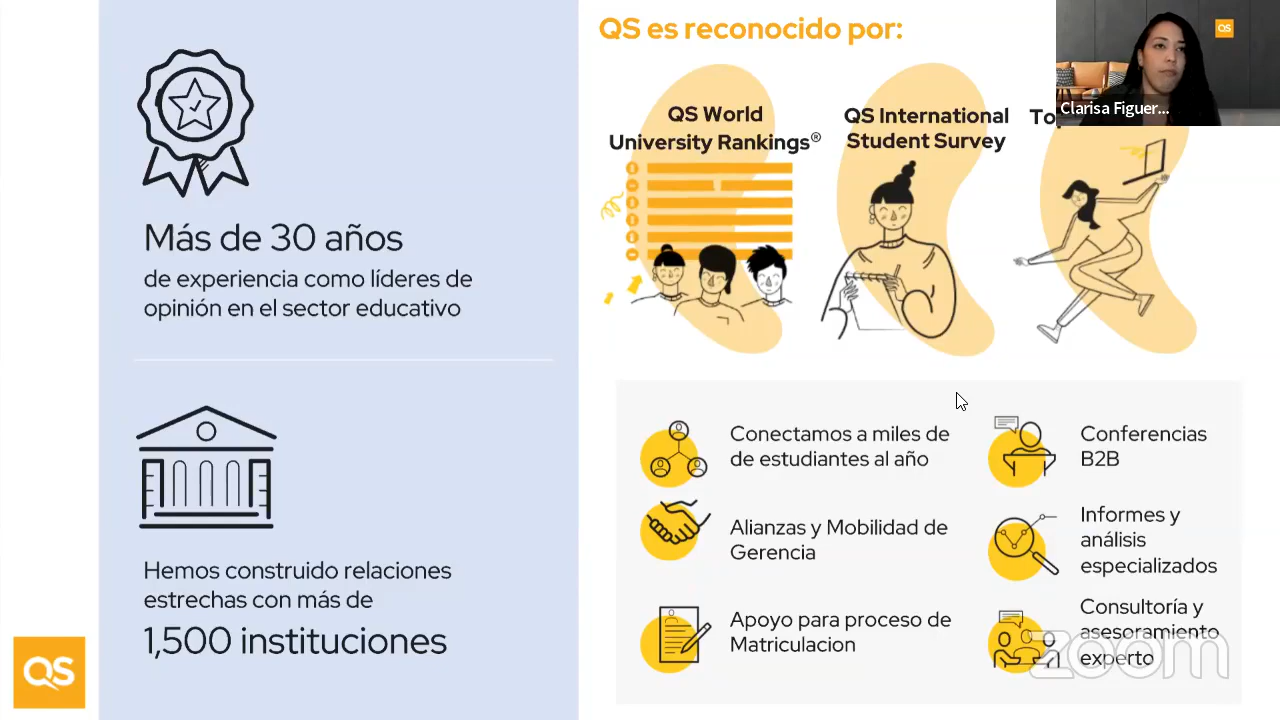 Más de 30 años
de experiencia como líderes de
opinión en el sector educativo
Hemos construido relaciones
estrechas con más de
1,500 instituciones
QS
QS es reconocido por:
QS World
University Rankings®
QS International
Student Survey
QS
Clarisa Figuer...
Conectamos a miles de
de estudiantes al año
Alianzas y Mobilidad de
Gerencia
Apoyo para proceso de
Matriculacion
Conferencias
B2B
Informes y
análisis
especializados
Consultoría y
asesoramiento
experto
zoom